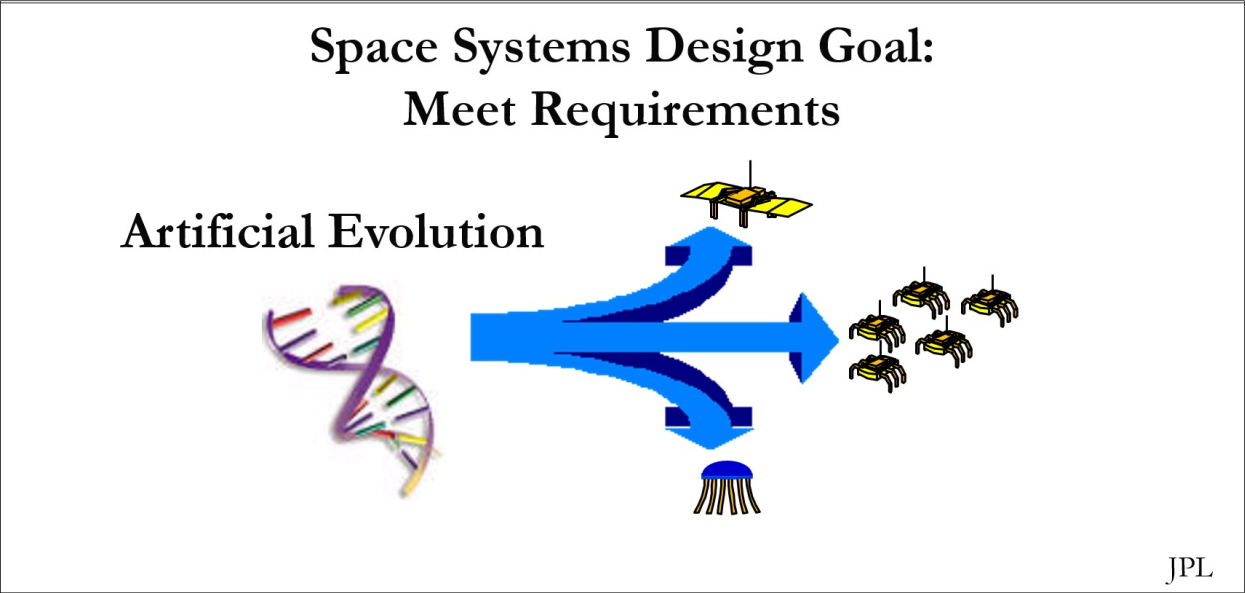 Space Systems Design Goal:
Meet Requirements
Artificial Evolution
JPL